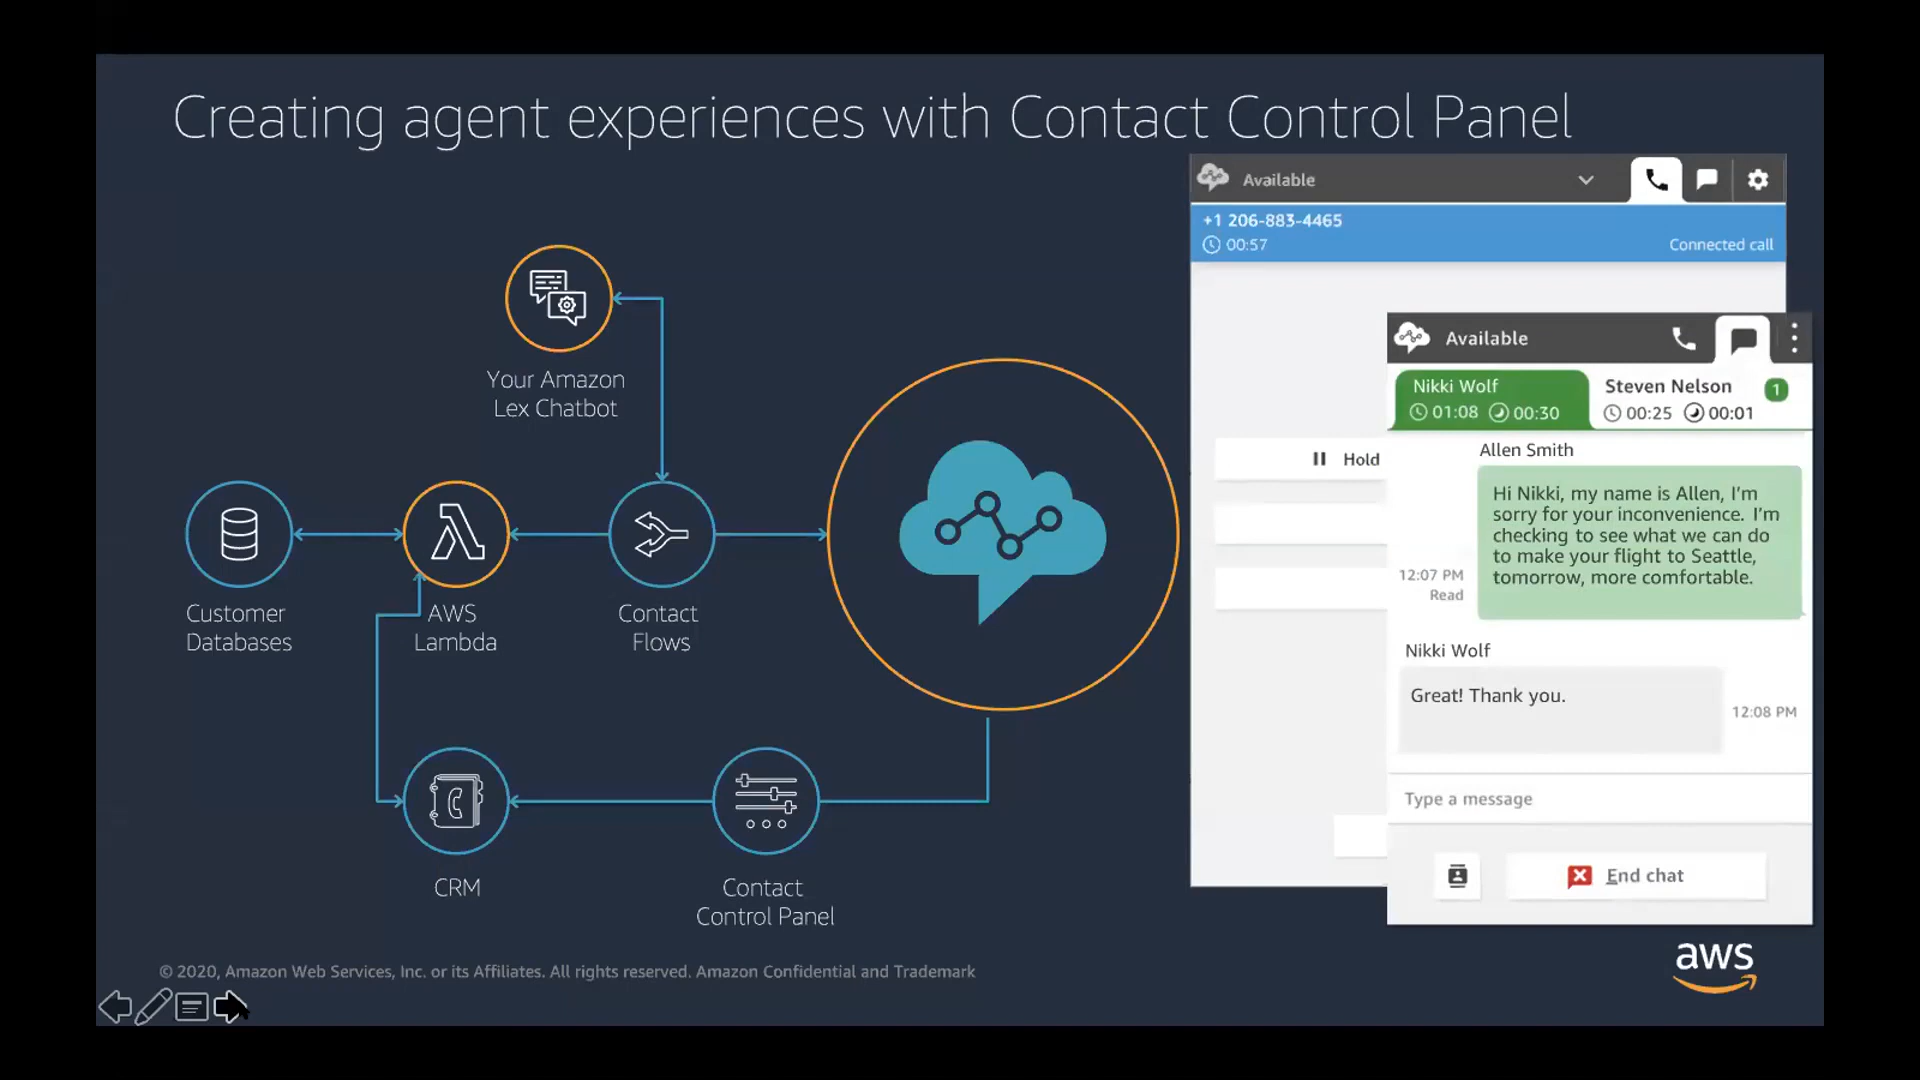 Creating agent experiences with Contact Control Panel
Available
+1 206-883-4465
00:57
Connected call
Hold
Your Amazon
Lex Chatbot
Customer
Databases
AWS
Lambda
Contact
Flows
CRM
Contact
Control Panel
Available
Nikki Wolf
01:08 00:30
Steven Nelson
1
00:25 00:01
Allen Smith
Hi Nikki, my name is Allen, I'm
sorry for your inconvenience. I'm
checking to see what we can do
to make your flight to Seattle,
tomorrow, more comfortable.
12:07 PM
Read
Nikki Wolf
Great! Thank you.
12:08 PM
Type a message
End chat
© 2020, Amazon Web Services, Inc. or its Affiliates. All rights reserved. Amazon Confidential and Trademark
aws